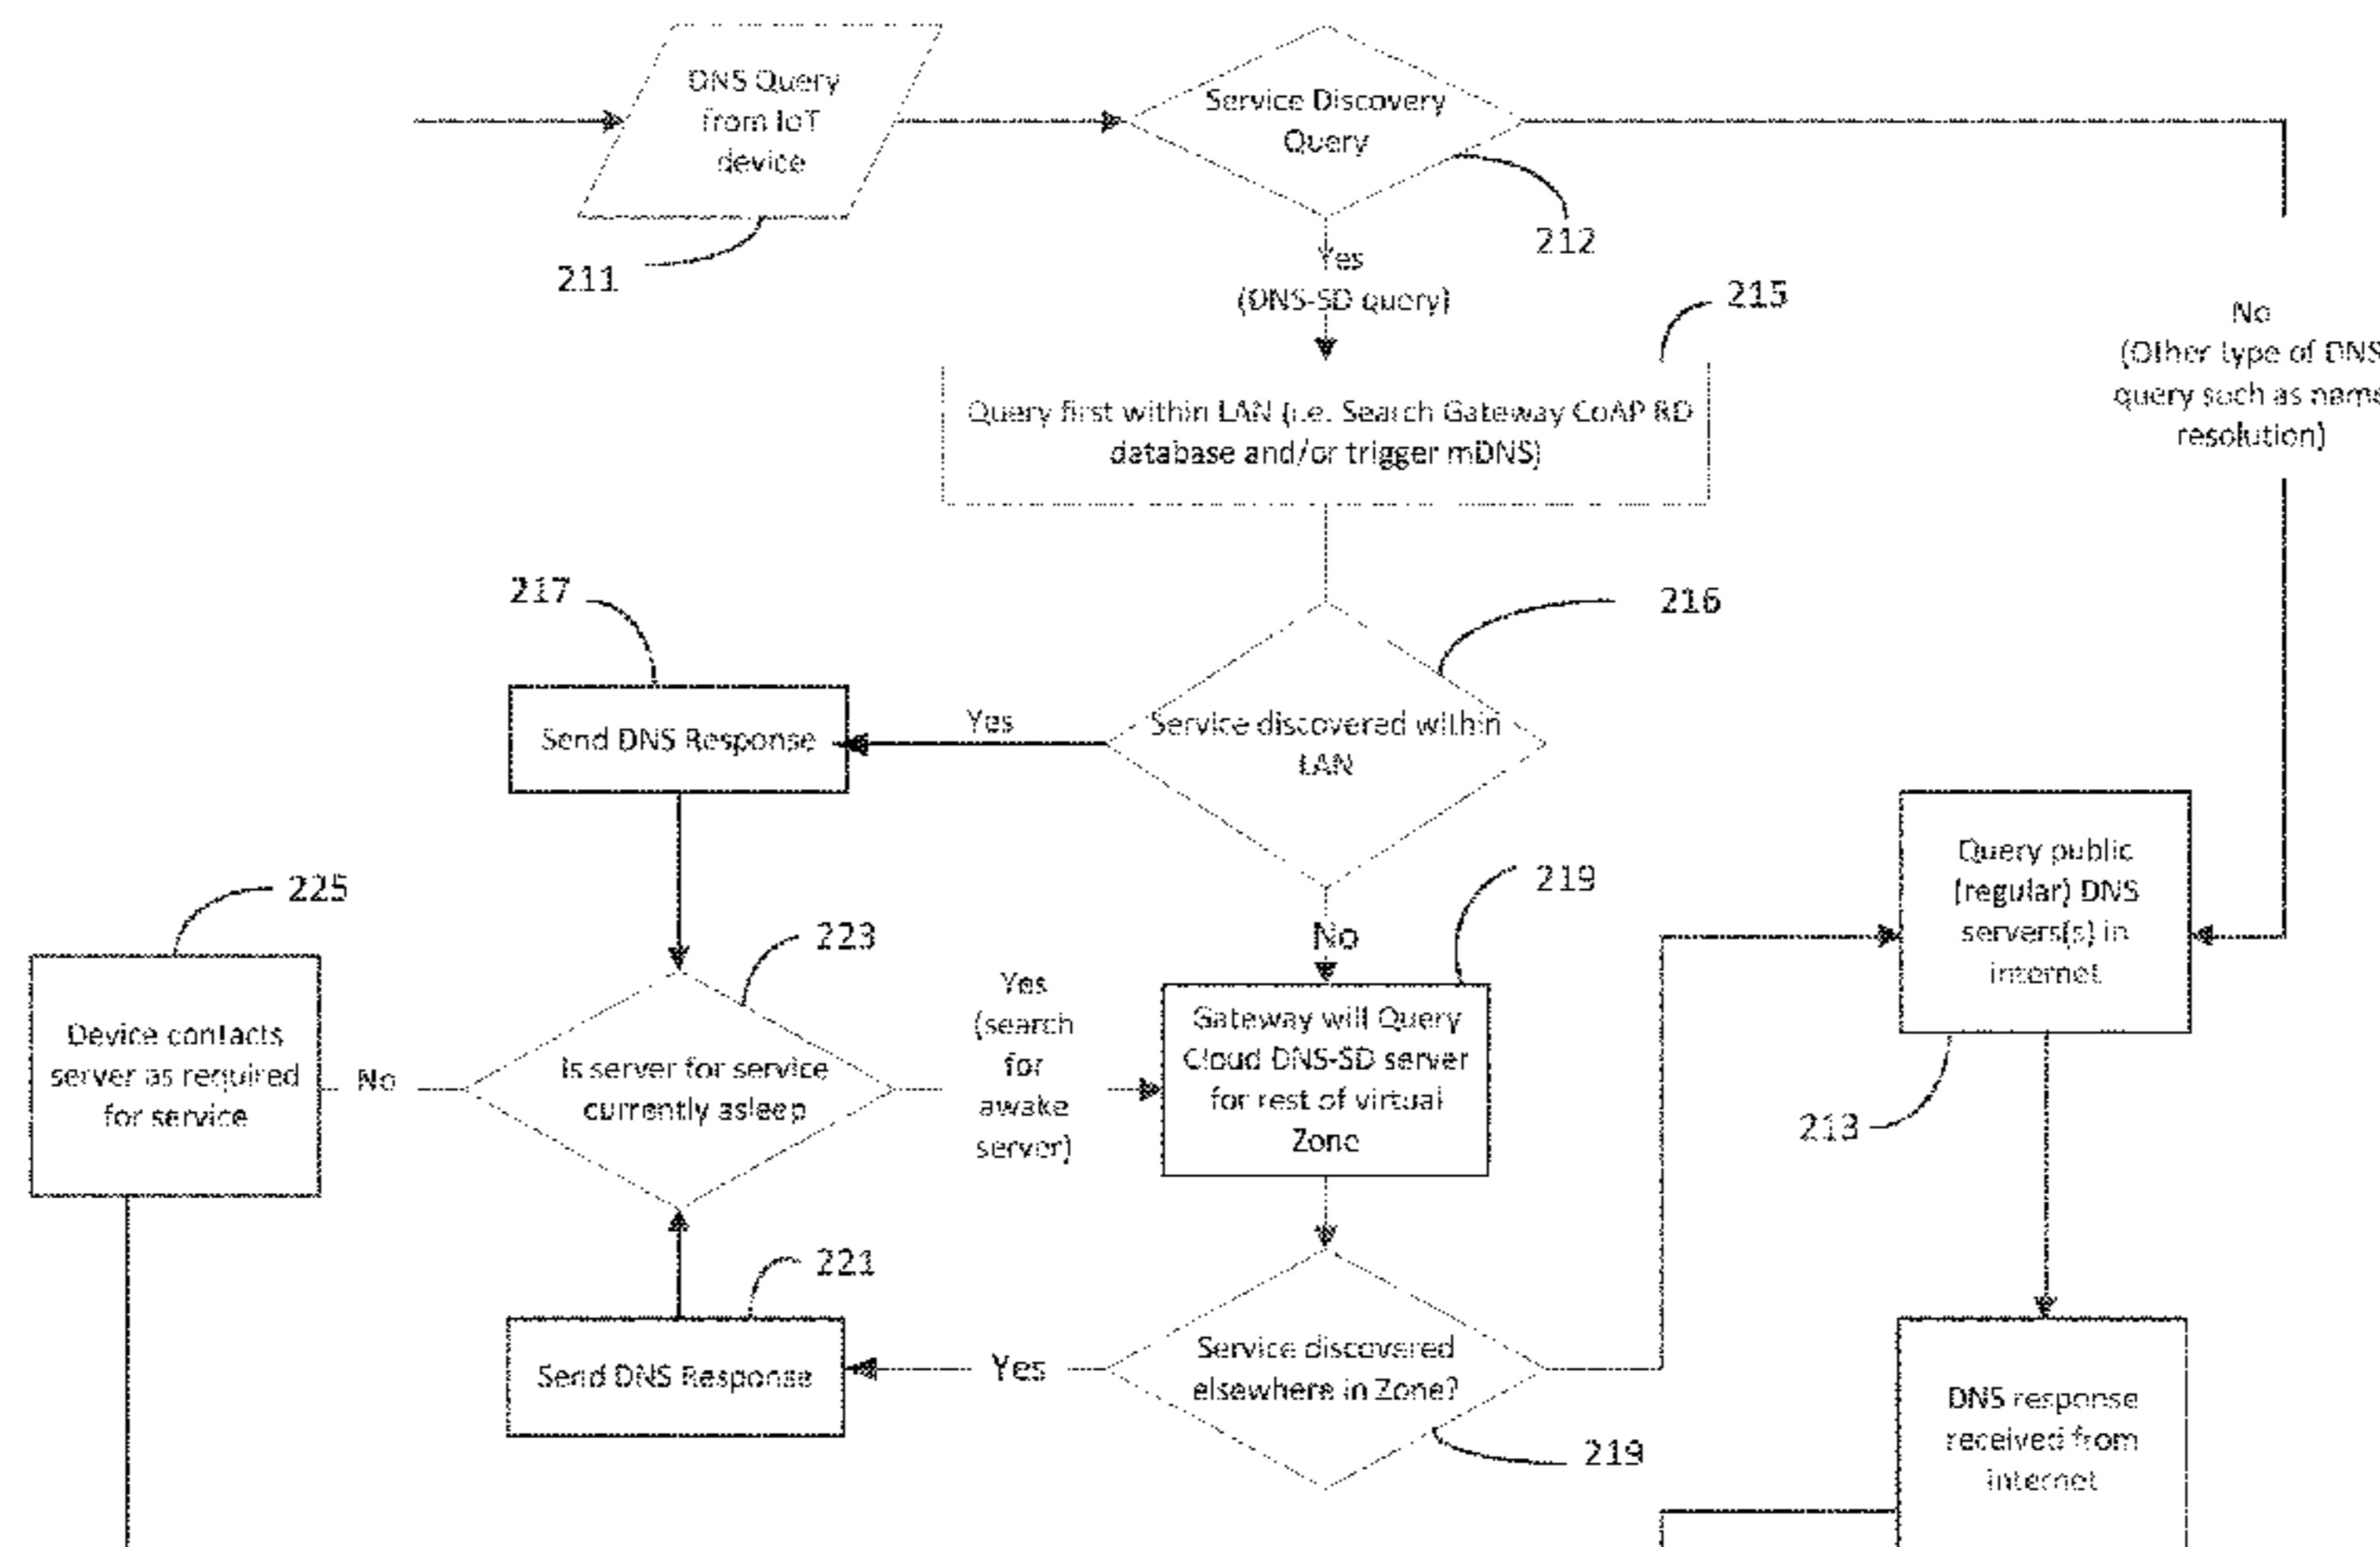 DNS Query
from IoT
device
211
Service Discovery
Query
212
Yes
(DNS-SD query)
215
No
(Other type of DNS
query such as name
resolution)
Query first within LAN (i.e. Search Gateway CoAP RD
database and/or trigger mDNS)
217
216
Send DNS Response
Yes
Service discovered within
LAN
Query public
(regular) DNS
servers(s) in
internet
213
225
223
No
219
Device contacts
server as required
for service
No
Is server for service
currently asleep
Yes
(search
for
awake
server)
Gateway will Query
Cloud DNS-SD server
for rest of virtual
Zone
221
Send DNS Response
Yes
Service discovered
elsewhere in Zone?
219
DNS response
received from
internet